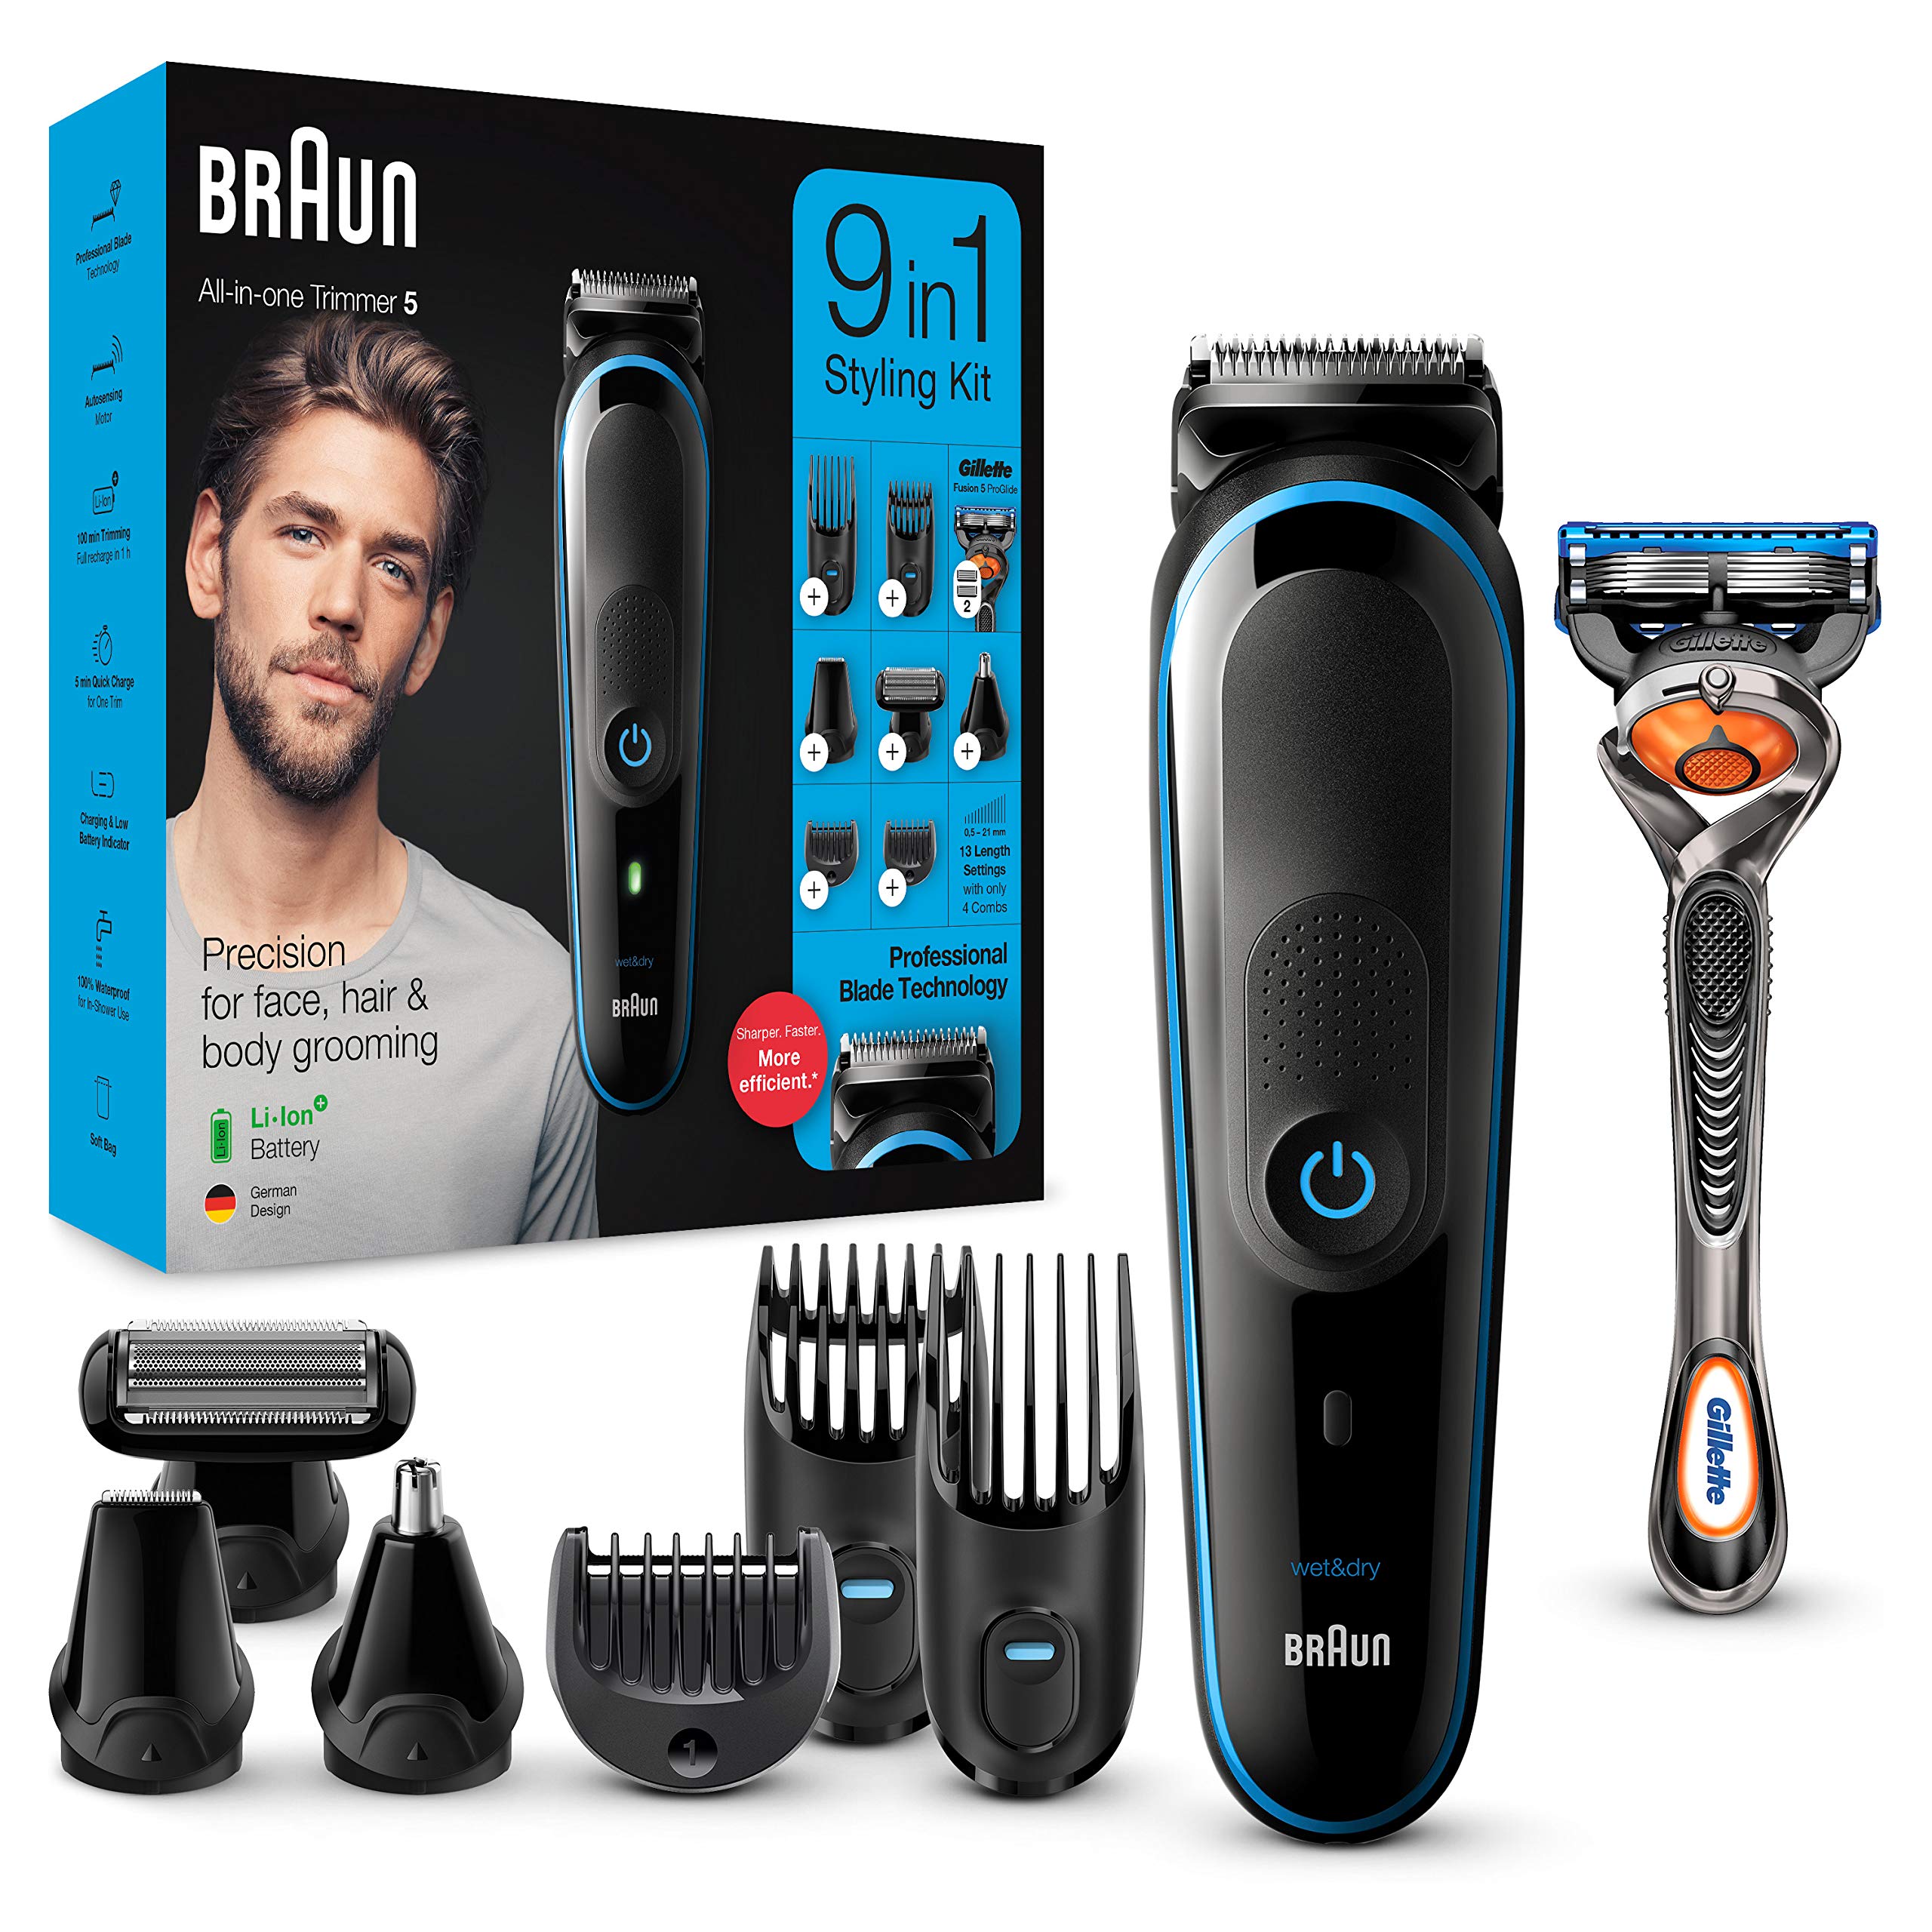 BRAUN
All-in-one Trimmer 5
Precision
for face, hair &
body grooming
Li·Ion+
Battery
Li-Ion
German
Design
Professional Blade
Technology
Autosensing
Motor
Li-Ion+
100 min Trimming
Full recharge in 1 h
5 min Quick Charge
for One Trim
Charging & Low
Battery Indicator
100% Waterproof
for In-Shower Use
Soft Bag
wet&dry
BRAUN
9 in 1
Styling Kit
Gillette
Fusion 5 ProGlide
2
0,5 – 21 mm
13 Length
Settings
with only
4 Combs
Professional
Blade Technology
Sharper. Faster.
More
efficient.*
1
wet&dry
BRAUN
Gillette
Gillette